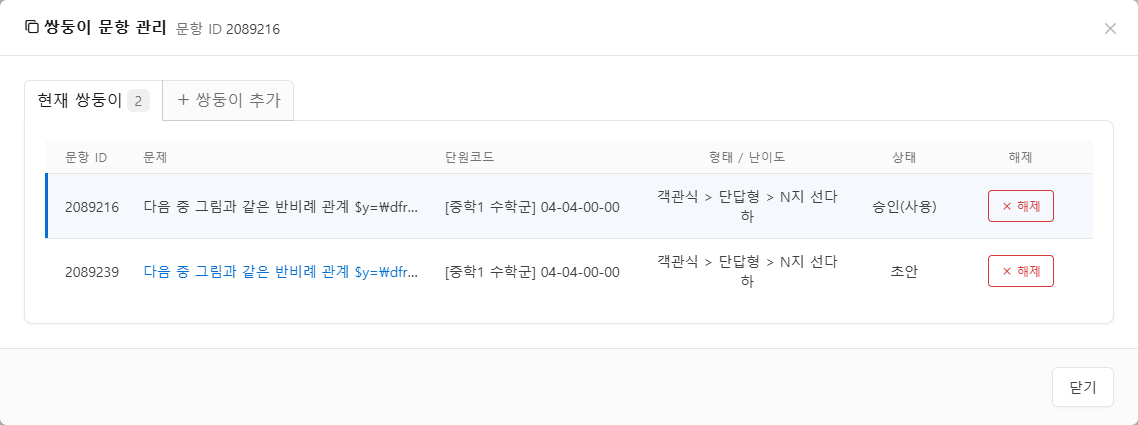 쌍둥이 문항 관리 문항 ID 2089216
현재 쌍둥이 2 + 쌍둥이 추가
문항 ID 문제 단원코드 형태 / 난이도 상태 해제
2089216 다음 중 그림과 같은 반비례 관계 $y=₩dfr... [중학1 수학군] 04-04-00-00 객관식 > 단답형 > N지 선다 승인(사용) × 해제
하
2089239 다음 중 그림과 같은 반비례 관계 $y=₩dfr... [중학1 수학군] 04-04-00-00 객관식 > 단답형 > N지 선다 초안 × 해제
하
닫기